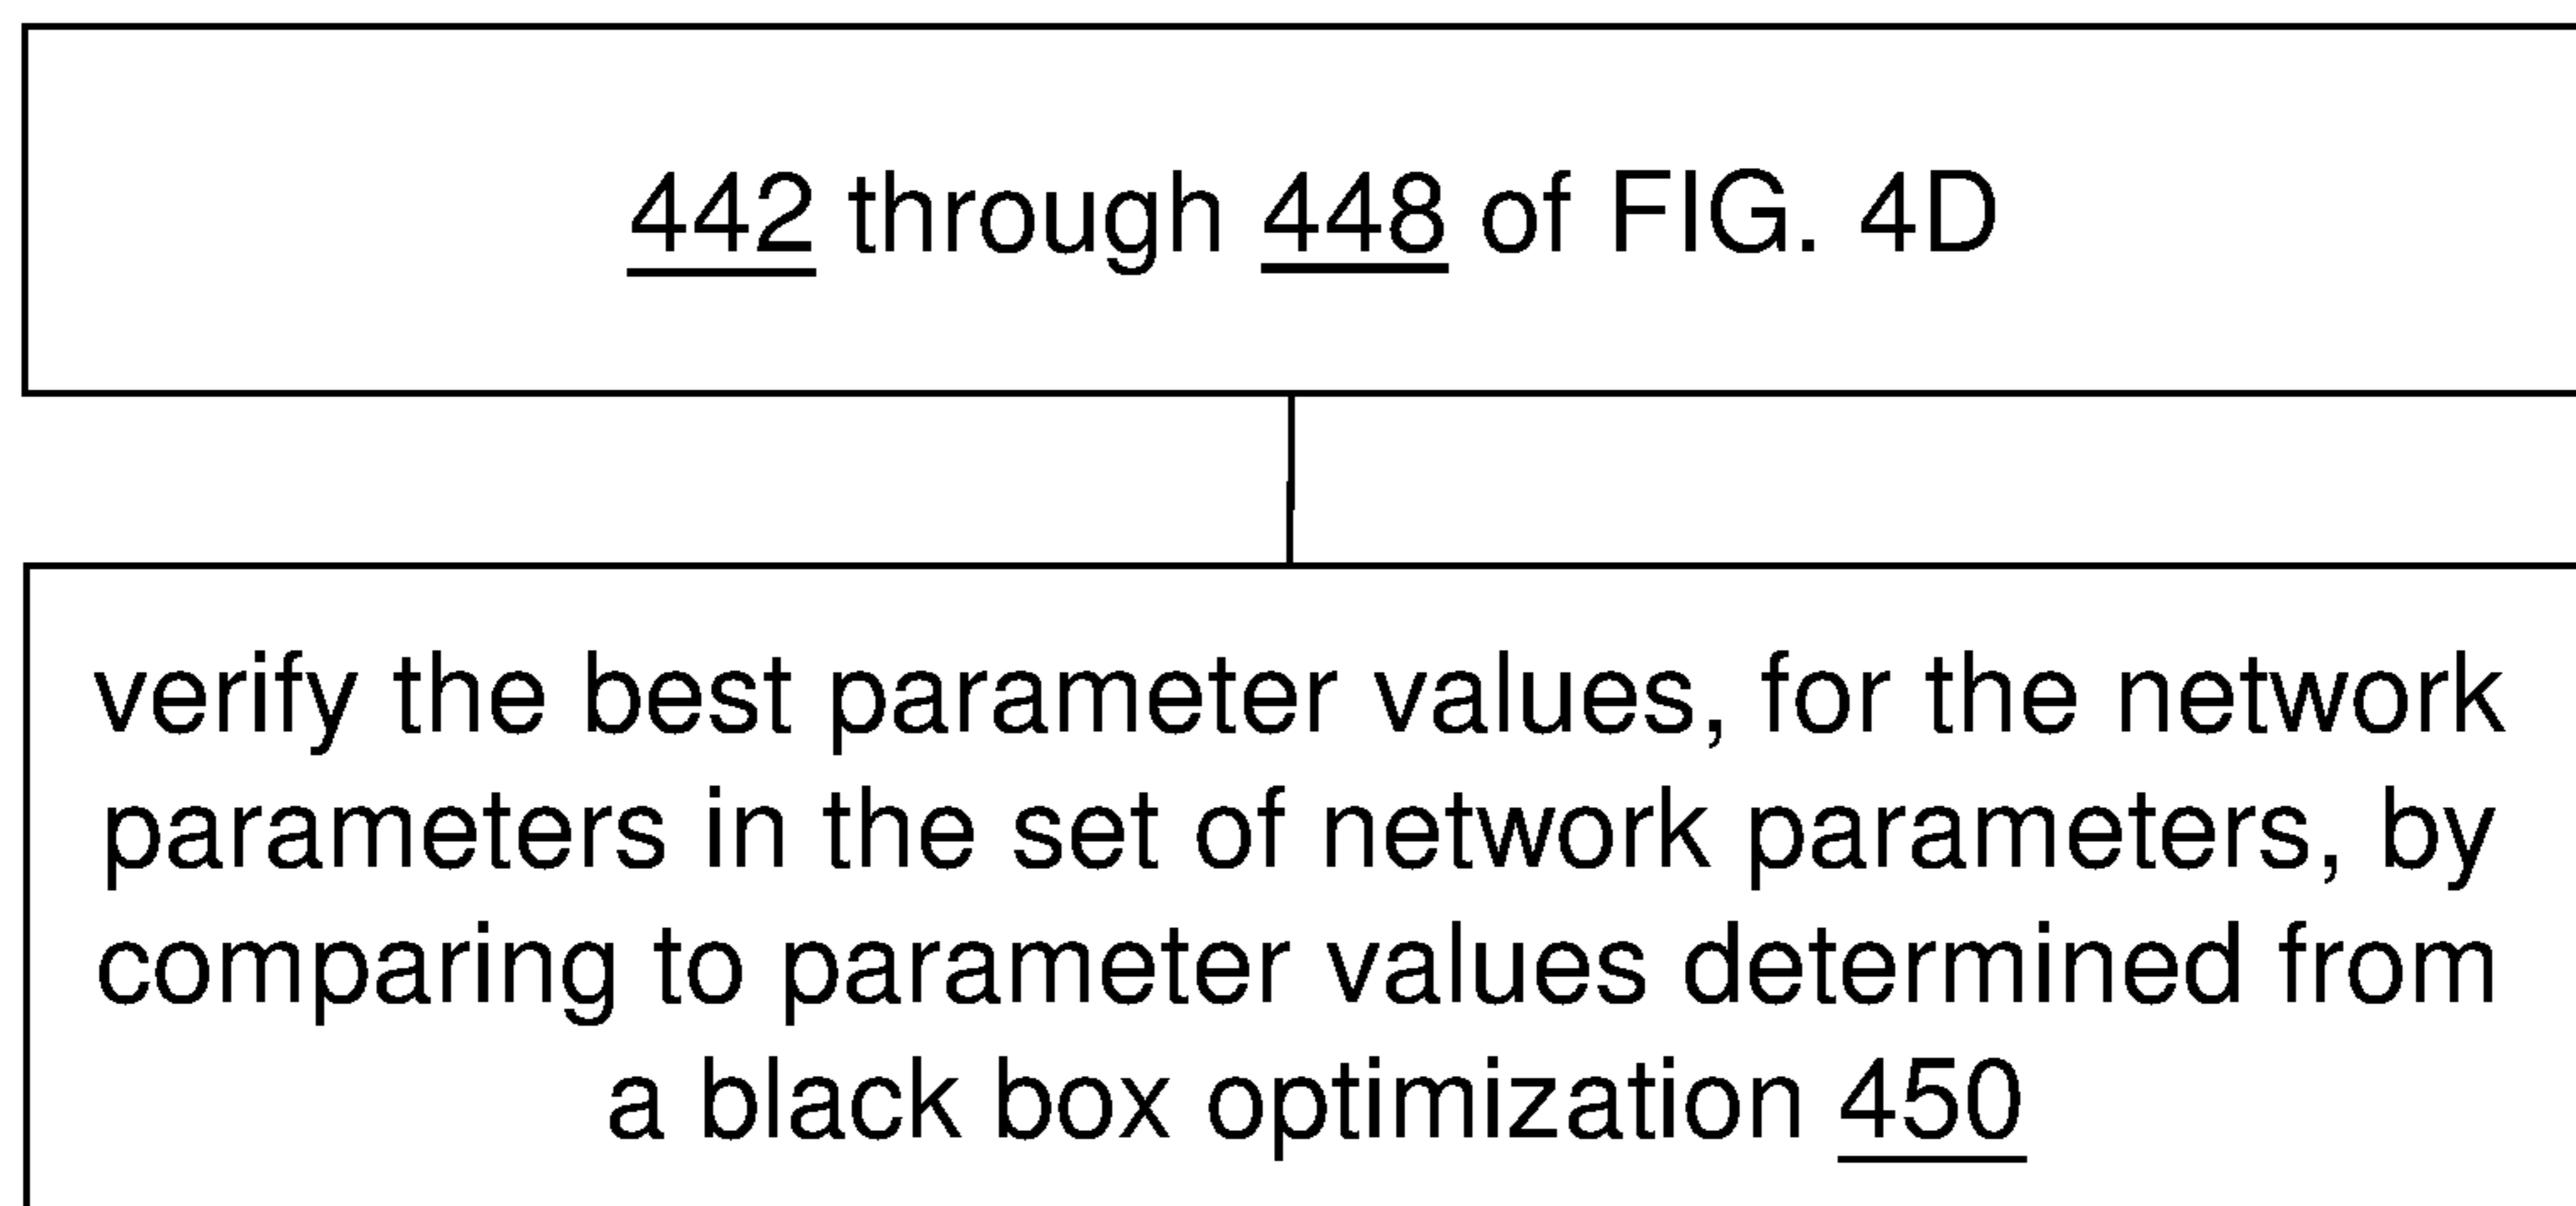 442 through 448 of FIG. 4D
verify the best parameter values, for the network
parameters in the set of network parameters, by
comparing to parameter values determined from
a black box optimization 450